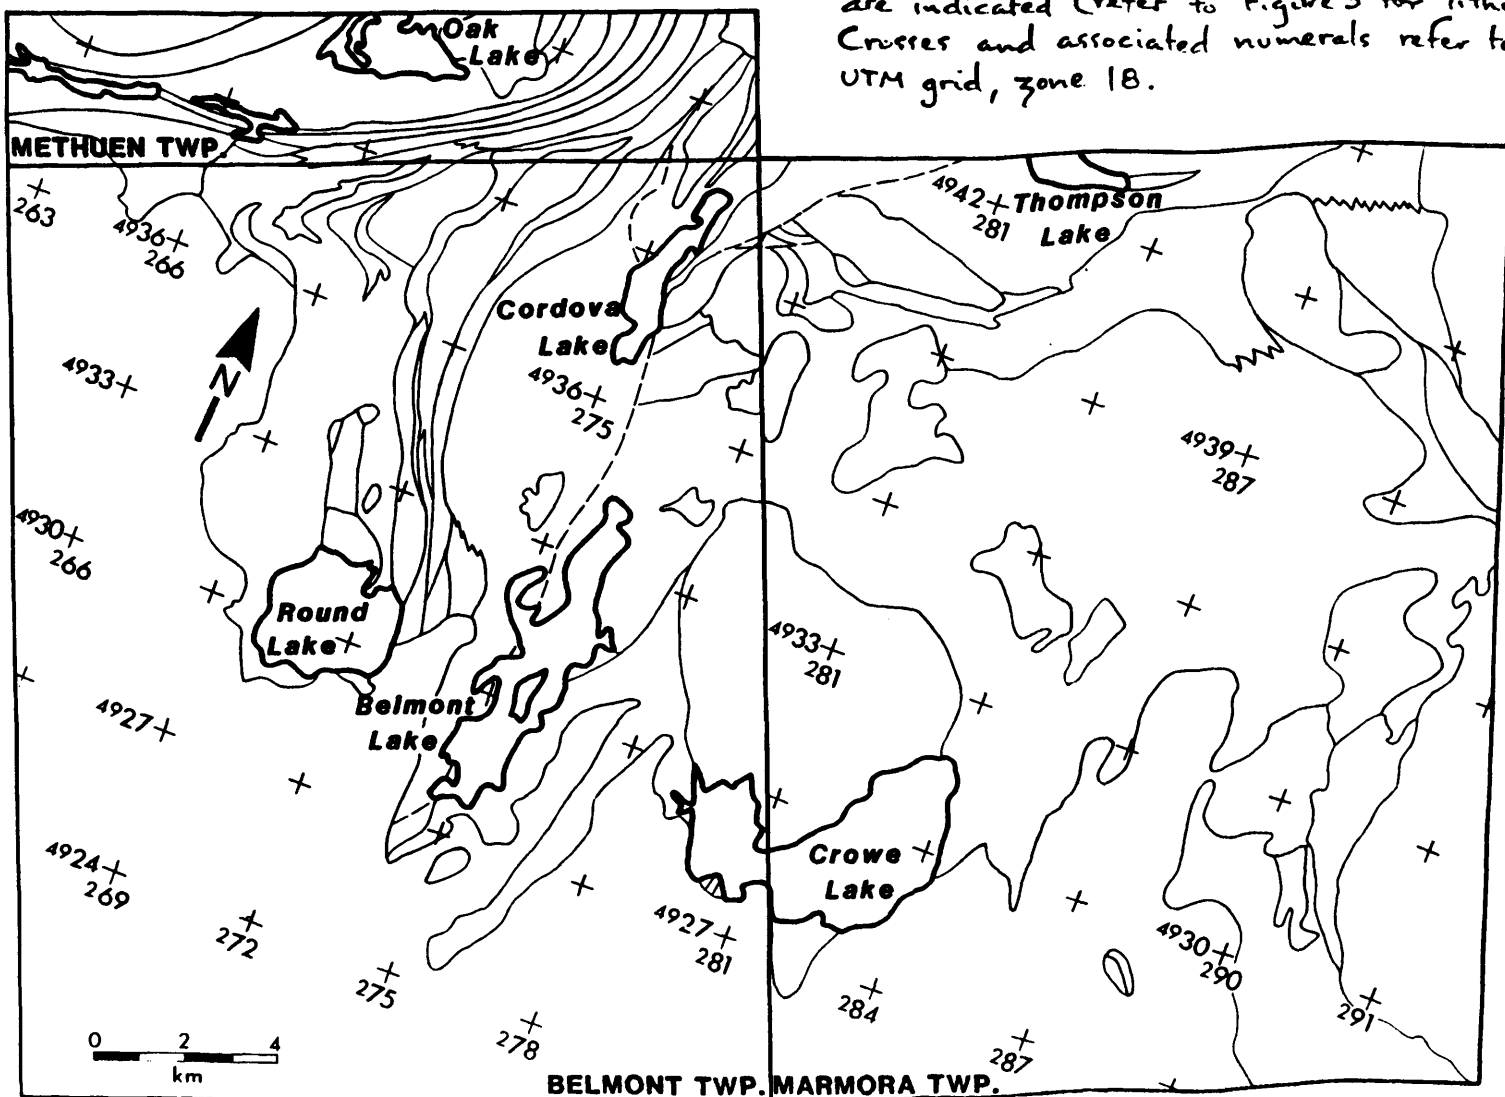 are indicated (refer to Figure 3 for
Crosses and associated numerals refer to
UTM grid, zone 18.
Oak
Lake
METHUEN TWP.
263
4936
266
4942
281
Thompson
Lake
Cordova
Lake
4933
N
4936
275
4939
287
4930
266
Round
Lake
4933
281
4927
Belmont
Lake
Crowe
Lake
4924
269
272
4927
281
4930
290
275
284
291
278
287
0 2 4
km
BELMONT TWP. MARMORA TWP.